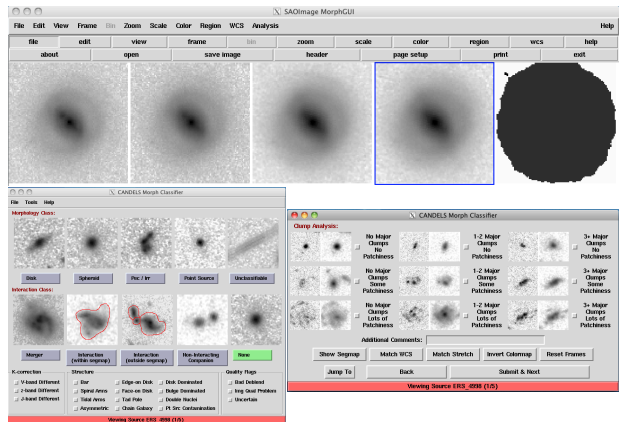 SAOImage MorphGUI
File Edit View Frame Bin Zoom Scale Color Region WCS Analysis Help
file edit view frame bin zoom scale color region wcs help
about open save image header page setup print exit
CANDELS Morph Classifier
File Tools Help
Morphology Class:
Disk Spheroid Pec / Irr Point Source Unclassifiable
Interaction Class:
Merger Interaction (within segmap) Interaction (outside segmap) Non-Interacting Companion None
K-correction Structure Quality Flags
V-band Different Bar Edge-on Disk Disk Dominated Bad Deblend
z-band Different Spiral Arms Face-on Disk Bulge Dominated Img Qual Problem
J-band Different Tidal Arms Tad Pole Double Nuclei Uncertain
Asymmetric Chain Galaxy Pt Src Contamination
Viewing Source ERS_4998 (1/5)
CANDELS Morph Classifier
Clump Analysis:
No Major Clumps No Patchiness
1-2 Major Clumps No Patchiness
3+ Major Clumps No Patchiness
No Major Clumps Some Patchiness
1-2 Major Clumps Some Patchiness
3+ Major Clumps Some Patchiness
No Major Clumps Lots of Patchiness
1-2 Major Clumps Lots of Patchiness
3+ Major Clumps Lots of Patchiness
Additional Comments:
Show Segmap Match WCS Match Stretch Invert Colormap Reset Frames
Jump To Back Submit & Next
Viewing Source ERS_4998 (1/5)